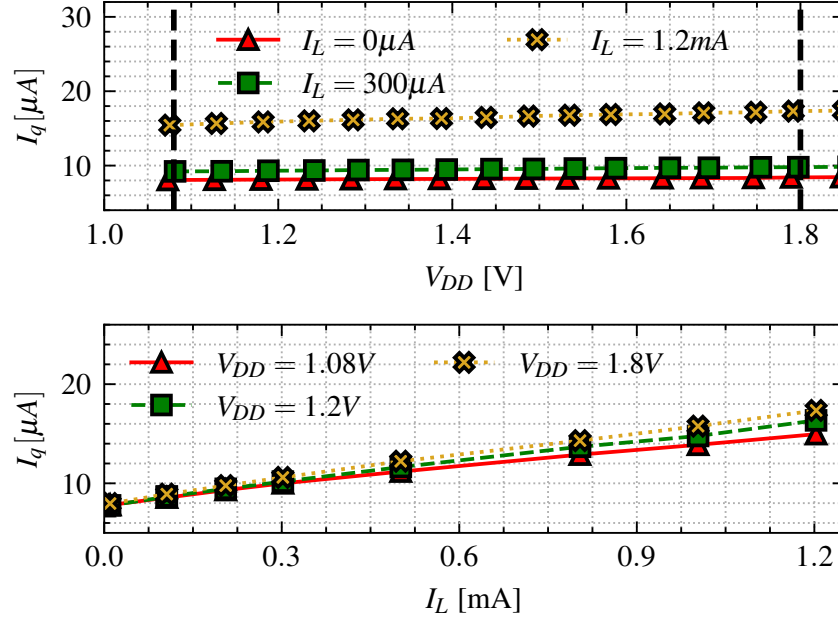 30
20
10
I_q [μA]
I_L = 0μA
I_L = 1.2mA
I_L = 300μA
1.0 1.2 1.4 1.6 1.8
V_DD [V]
20
10
I_q [μA]
V_DD = 1.08V
V_DD = 1.8V
V_DD = 1.2V
0.0 0.3 0.6 0.9 1.2
I_L [mA]